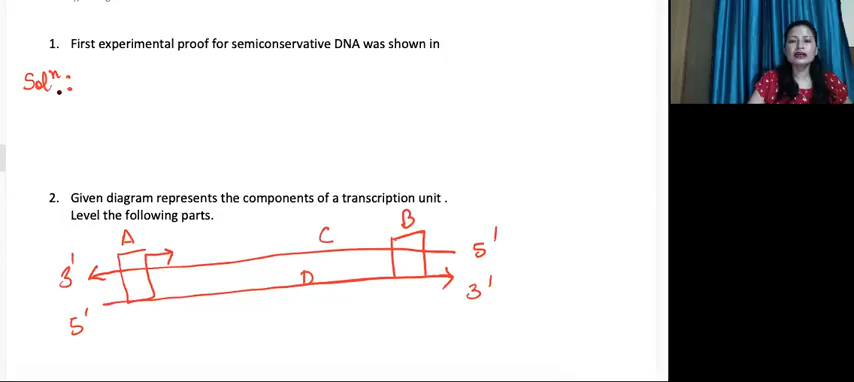 1. First experimental proof for semiconservative DNA was shown in
Solⁿ:
2. Given diagram represents the components of a transcription unit .
Level the following parts.
A
B
C
D
3'
5'
5'
3'